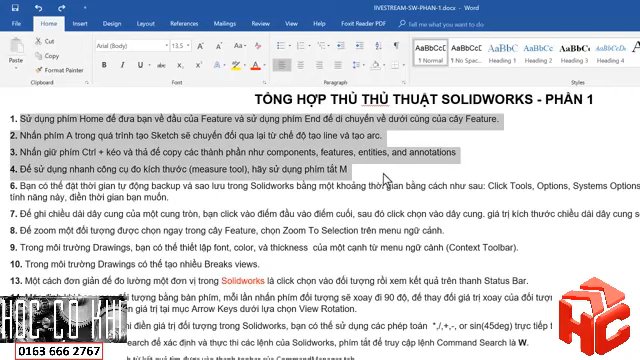 LIVESTREAM-SW-PHAN-1.docx - Word
File Home Insert Design Layout References Mailings Review View Developer Add-ins Help Foxit Reader PDF Tell me what you want to do
Cut
Copy
Format Painter
Paste
Clipboard
Arial (Body) 13,5
Font
Paragraph
AaBbCcDc AaBbCcDc AaBbC AaBbCc AaBbCc AaBbCcD
¶ Normal ¶ No Spac... Heading 1 Heading 2 Heading 3 Heading 4
TỔNG HỢP THỦ THỦ THUẬT SOLIDWORKS - PHẦN 1
1. Sử dụng phím Home để đưa bạn về đầu của Feature và sử dụng phím End để di chuyển về dưới cùng của cây Feature.
2. Nhấn phím A trong quá trình tạo Sketch sẽ chuyển đổi qua lại từ chế độ tạo line và tạo arc.
3. Nhấn giữ phím Ctrl + kéo và thả để copy các thành phần như components, features, entities, and annotations
4. Để sử dụng nhanh công cụ đo kích thước (measure tool), hãy sử dụng phím tắt M
6. Bạn có thể đặt thời gian tự động backup và sao lưu trong Solidworks bằng một khoảng thời gian bằng cách như sau: Click Tools, Options, Systems Options
tính năng này, điền thời gian bạn muốn.
7. Để ghi chiều dài dây cung của một cung tròn, bạn click vào điểm đầu vào điểm cuối, sau đó click chọn vào dây cung. giá trị kích thước chiều dài dây cung
8. Để zoom một đối tượng được chọn ngay trong cây Feature, chọn Zoom To Selection trên menu ngữ cảnh.
9. Trong môi trường Drawings, bạn có thể thiết lập font, color, và thickness của một cạnh từ menu ngữ cảnh (Context Toolbar).
10. Trong môi trường Drawings có thể tạo nhiều Breaks views.
13. Một cách đơn giản để đo lường một đơn vị trong Solidworks là click vào đối tượng rồi xem kết quả trên thanh Status Bar.
đối tượng bằng bàn phím, mỗi lần nhấn phím đối tượng sẽ xoay đi 90 độ, để thay đổi giá trị xoay của đối tượng
tại mục Arrow Keys dưới lựa chọn View Rotation.
điền giá trị đối tượng trong Solidworks, bạn có thể sử dụng các phép toán *,/,+,-, or sin(45deg) trực tiếp
earch để xác định và thực thi các lệnh của Solidworks, phím tắt để truy cập lệnh Command Search là W.
HỌC CƠ KHÍ
0163 666 2767
HC